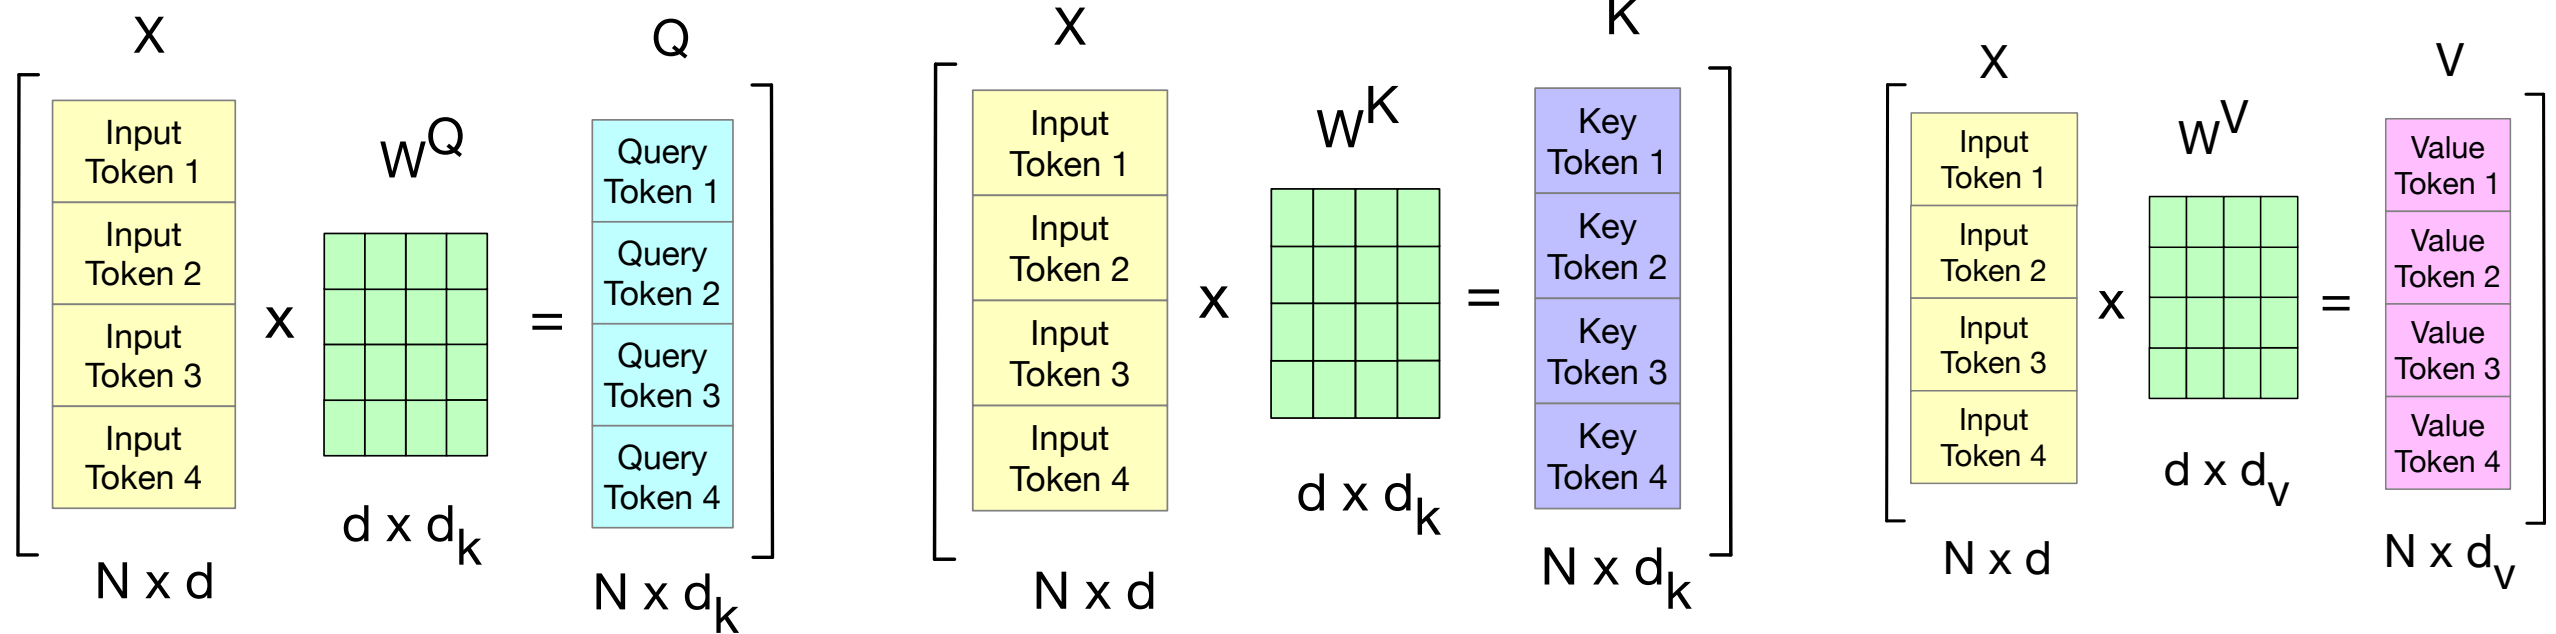 X
Q
W^Q
Input
Token 1
Input
Token 2
Input
Token 3
Input
Token 4
x
=
Query
Token 1
Query
Token 2
Query
Token 3
Query
Token 4
d x d_k
N x d
N x d_k
X
K
W^K
Input
Token 1
Input
Token 2
Input
Token 3
Input
Token 4
x
=
Key
Token 1
Key
Token 2
Key
Token 3
Key
Token 4
d x d_k
N x d
N x d_k
X
V
W^V
Input
Token 1
Input
Token 2
Input
Token 3
Input
Token 4
x
=
Value
Token 1
Value
Token 2
Value
Token 3
Value
Token 4
d x d_v
N x d
N x d_v